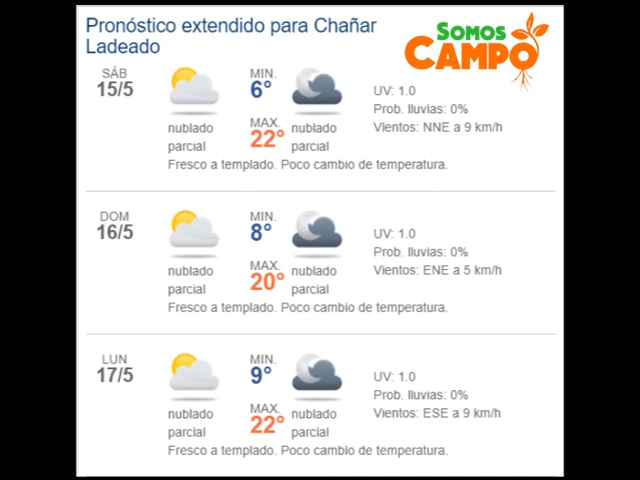 Pronóstico extendido para Chañar
Ladeado
SOMOS
CAMPO
SÁB
15/5
nublado
parcial
MIN.
6°
MAX.
22°
nublado
parcial
UV: 1.0
Prob. lluvias: 0%
Vientos: NNE a 9 km/h
Fresco a templado. Poco cambio de temperatura.
DOM
16/5
nublado
parcial
MIN.
8°
MAX.
20°
nublado
parcial
UV: 1.0
Prob. lluvias: 0%
Vientos: ENE a 5 km/h
Fresco a templado. Poco cambio de temperatura.
LUN
17/5
nublado
parcial
MIN.
9°
MAX.
22°
nublado
parcial
UV: 1.0
Prob. lluvias: 0%
Vientos: ESE a 9 km/h
Fresco a templado. Poco cambio de temperatura.